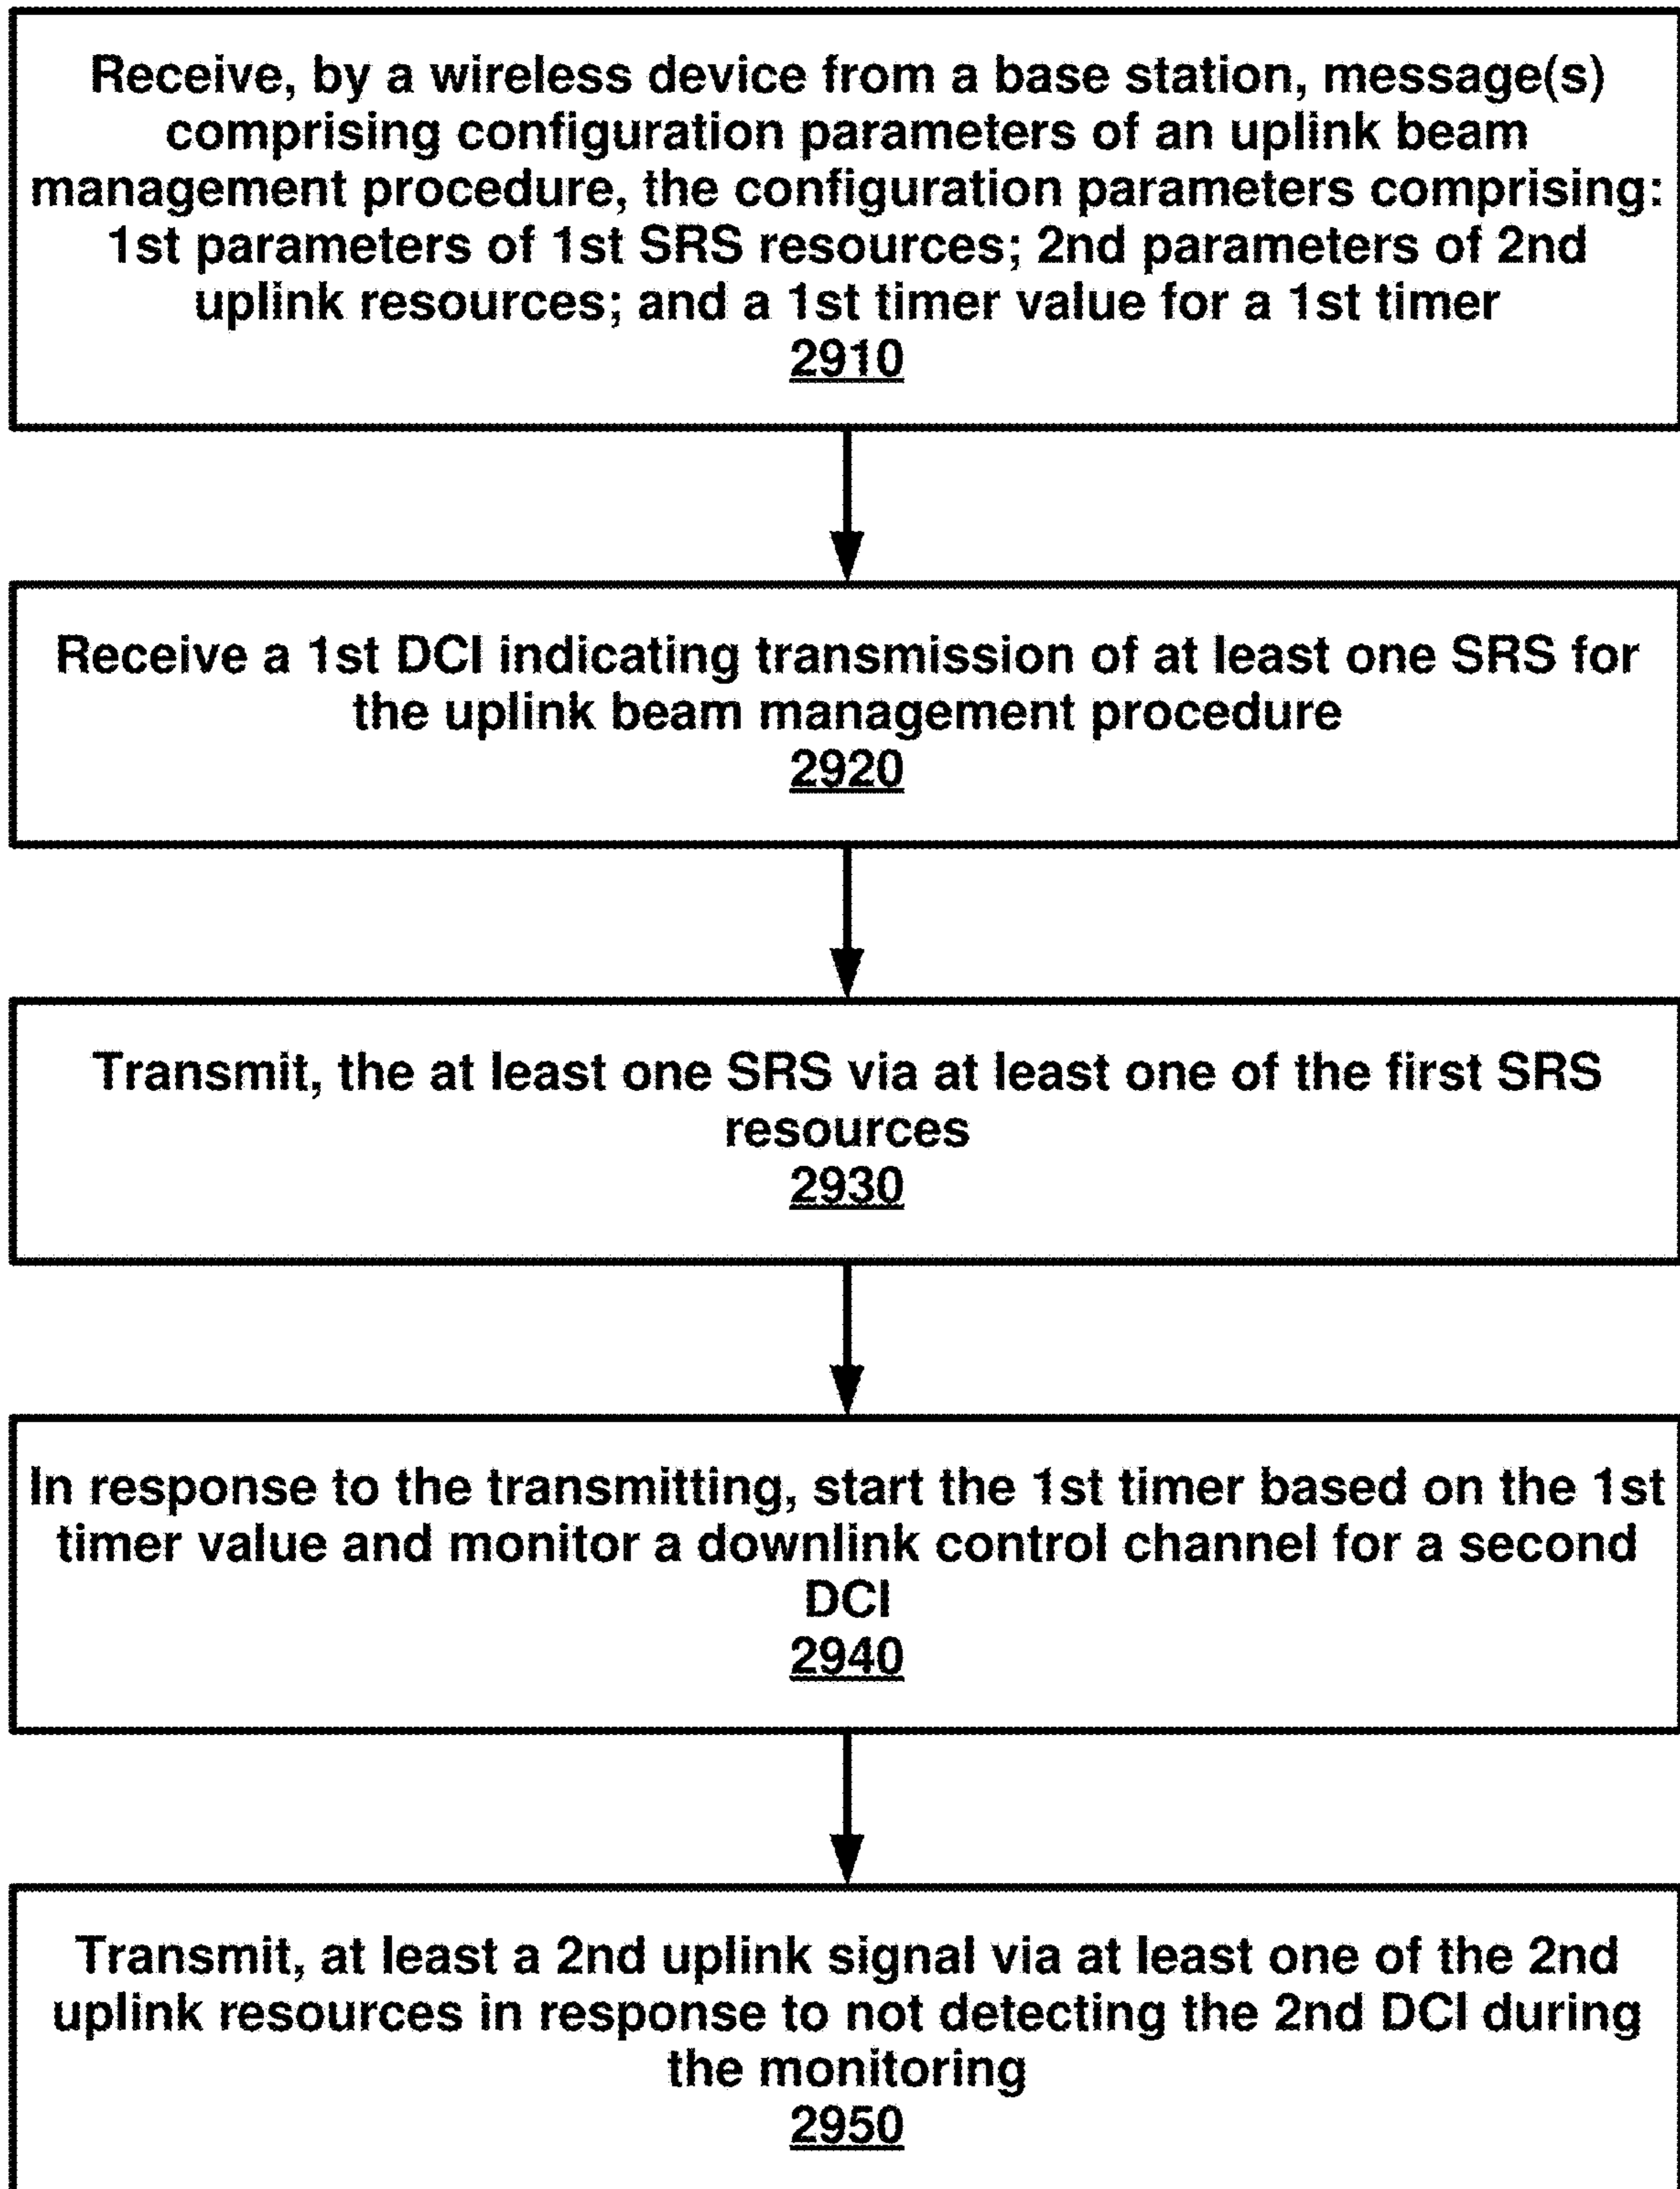 Receive, by a wireless device from a base station, message(s)
comprising configuration parameters of an uplink beam
management procedure, the configuration parameters comprising:
1st parameters of 1st SRS resources; 2nd parameters of 2nd
uplink resources; and a 1st timer value for a 1st timer
2910
Receive a 1st DCI indicating transmission of at least one SRS for
the uplink beam management procedure
2920
Transmit, the at least one SRS via at least one of the first SRS
resources
2930
In response to the transmitting, start the 1st timer based on the 1st
timer value and monitor a downlink control channel for a second
DCI
2940
Transmit, at least a 2nd uplink signal via at least one of the 2nd
uplink resources in response to not detecting the 2nd DCI during
the monitoring
2950